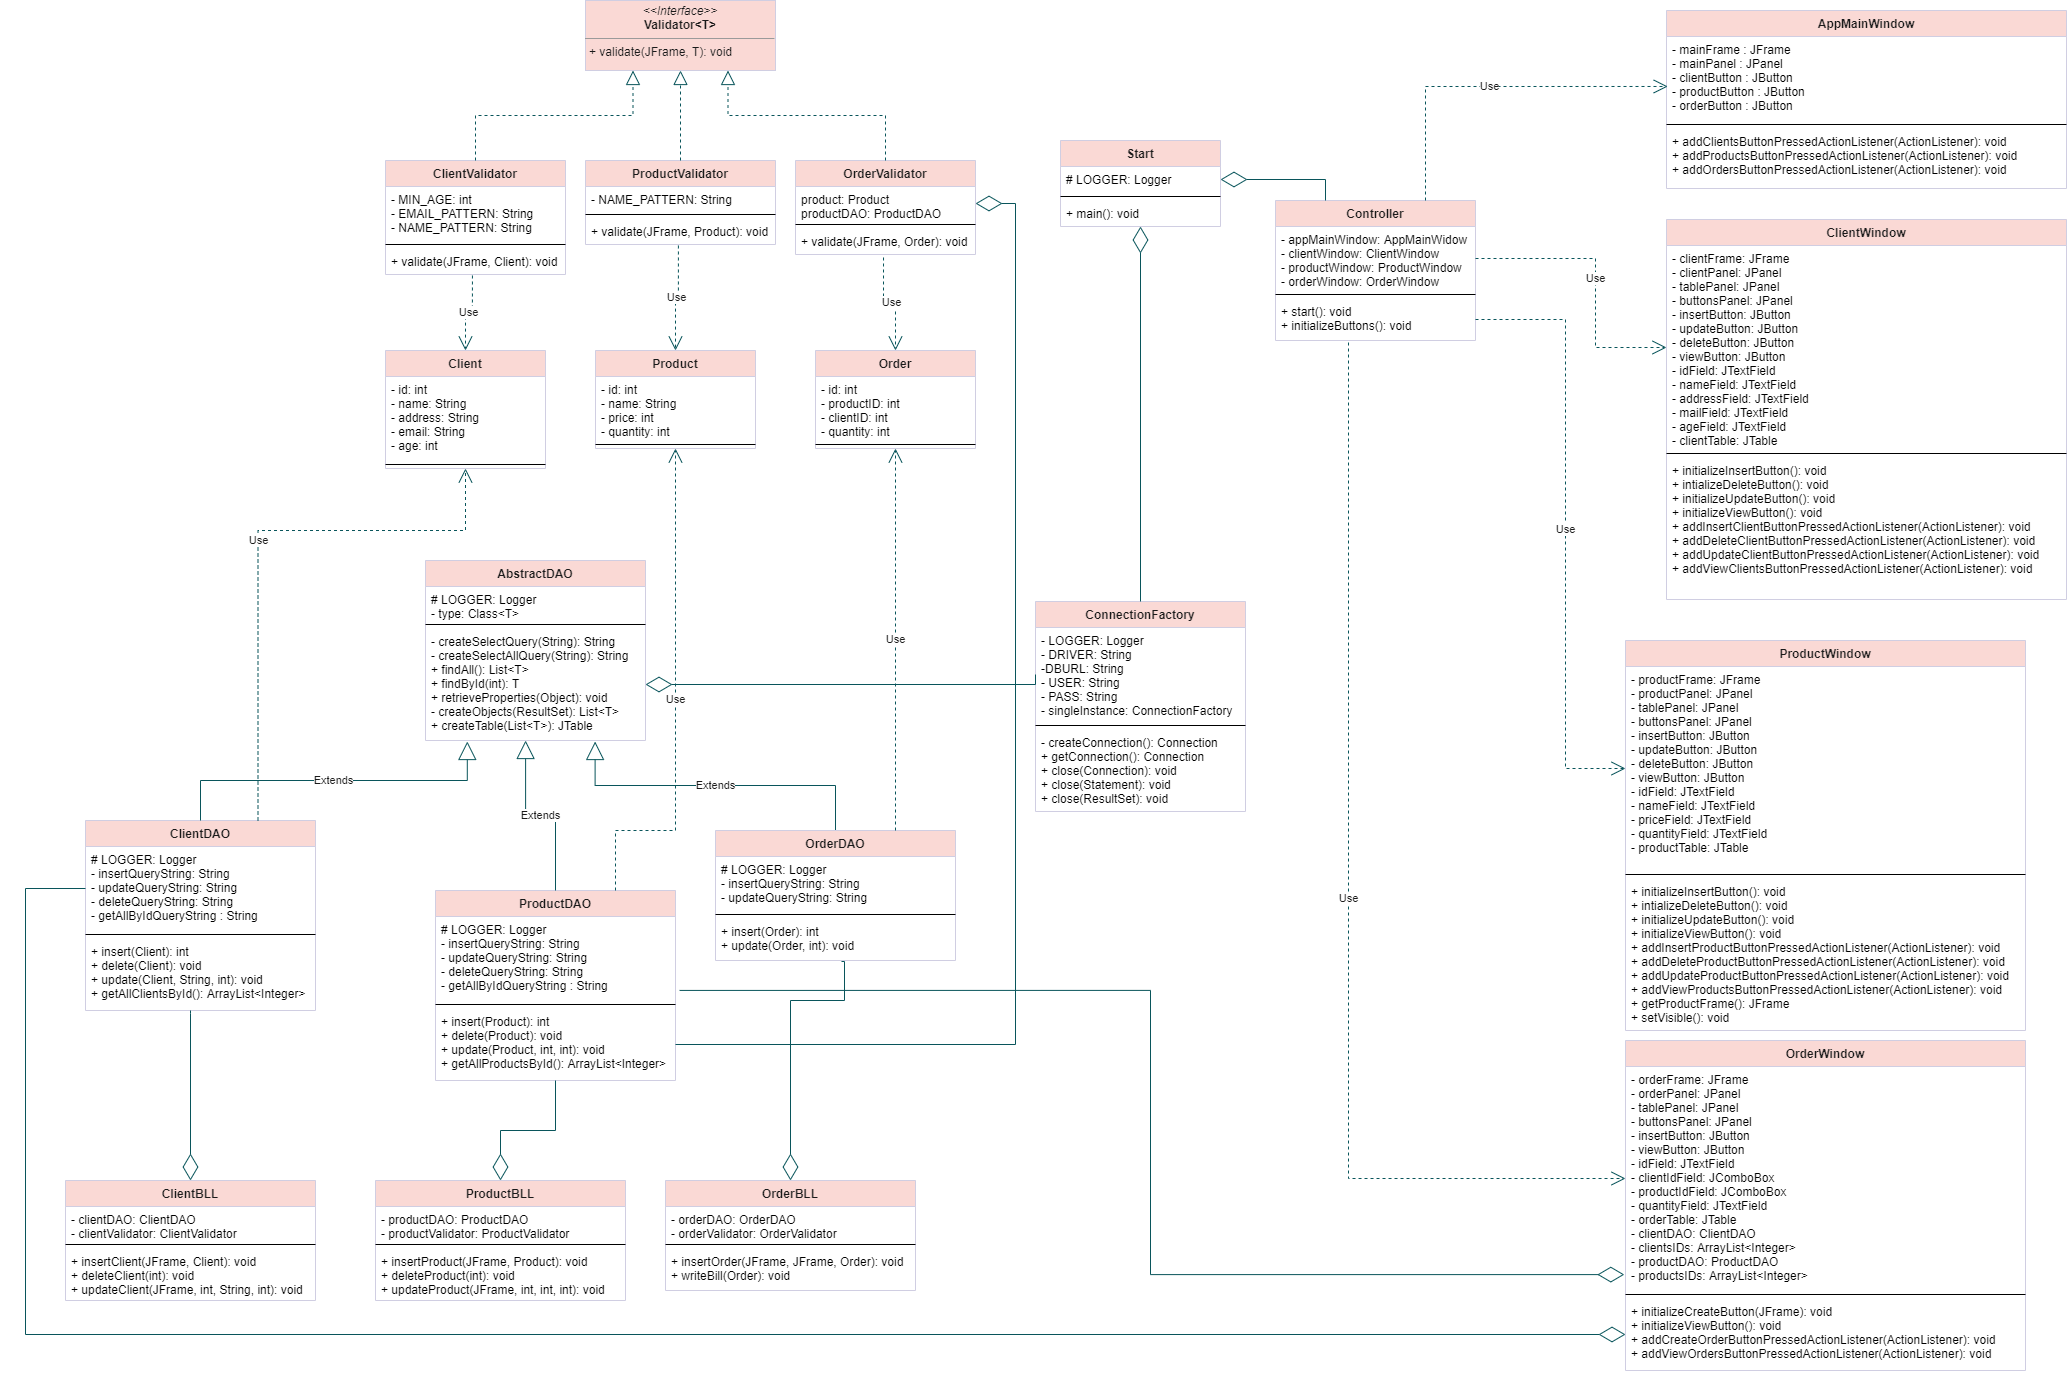 <<Interface>>
Validator<T>
+ validate(JFrame, T): void
ClientValidator
- MIN_AGE: int
- EMAIL_PATTERN: String
- NAME_PATTERN: String
+ validate(JFrame, Client): void
ProductValidator
- NAME_PATTERN: String
+ validate(JFrame, Product): void
OrderValidator
product: Product
productDAO: ProductDAO
+ validate(JFrame, Order): void
Use
Use
Use
Client
- id: int
- name: String
- address: String
- email: String
- age: int
Product
- id: int
- name: String
- price: int
- quantity: int
Order
- id: int
- productID: int
- clientID: int
- quantity: int
Start
# LOGGER: Logger
+ main(): void
Controller
- appMainWindow: AppMainWidow
- clientWindow: ClientWindow
- productWindow: ProductWindow
- orderWindow: OrderWindow
+ start(): void
+ initializeButtons(): void
Use
Use
Use
Use
AppMainWindow
- mainFrame : JFrame
- mainPanel : JPanel
- clientButton : JButton
- productButton : JButton
- orderButton : JButton
+ addClientsButtonPressedActionListener(ActionListener): void
+ addProductsButtonPressedActionListener(ActionListener): void
+ addOrdersButtonPressedActionListener(ActionListener): void
ClientWindow
- clientFrame: JFrame
- clientPanel: JPanel
- tablePanel: JPanel
- buttonsPanel: JPanel
- insertButton: JButton
- updateButton: JButton
- deleteButton: JButton
- viewButton: JButton
- idField: JTextField
- nameField: JTextField
- addressField: JTextField
- mailField: JTextField
- ageField: JTextField
- clientTable: JTable
+ initializeInsertButton(): void
+ intializeDeleteButton(): void
+ initializeUpdateButton(): void
+ initializeViewButton(): void
+ addInsertClientButtonPressedActionListener(ActionListener): void
+ addDeleteClientButtonPressedActionListener(ActionListener): void
+ addUpdateClientButtonPressedActionListener(ActionListener): void
+ addViewClientsButtonPressedActionListener(ActionListener): void
Use
Use
Use
AbstractDAO
# LOGGER: Logger
- type: Class<T>
- createSelectQuery(String): String
- createSelectAllQuery(String): String
+ findAll(): List<T>
+ findById(int): T
+ retrieveProperties(Object): void
- createObjects(ResultSet): List<T>
+ createTable(List<T>): JTable
ConnectionFactory
- LOGGER: Logger
- DRIVER: String
-DBURL: String
- USER: String
- PASS: String
- singleInstance: ConnectionFactory
- createConnection(): Connection
+ getConnection(): Connection
+ close(Connection): void
+ close(Statement): void
+ close(ResultSet): void
ProductWindow
- productFrame: JFrame
- productPanel: JPanel
- tablePanel: JPanel
- buttonsPanel: JPanel
- insertButton: JButton
- updateButton: JButton
- deleteButton: JButton
- viewButton: JButton
- idField: JTextField
- nameField: JTextField
- priceField: JTextField
- quantityField: JTextField
- productTable: JTable
+ initializeInsertButton(): void
+ intializeDeleteButton(): void
+ initializeUpdateButton(): void
+ initializeViewButton(): void
+ addInsertProductButtonPressedActionListener(ActionListener): void
+ addDeleteProductButtonPressedActionListener(ActionListener): void
+ addUpdateProductButtonPressedActionListener(ActionListener): void
+ addViewProductsButtonPressedActionListener(ActionListener): void
+ getProductFrame(): JFrame
+ setVisible(): void
Extends
Extends
Extends
ClientDAO
# LOGGER: Logger
- insertQueryString: String
- updateQueryString: String
- deleteQueryString: String
- getAllByIdQueryString : String
+ insert(Client): int
+ delete(Client): void
+ update(Client, String, int): void
+ getAllClientsById(): ArrayList<Integer>
ProductDAO
# LOGGER: Logger
- insertQueryString: String
- updateQueryString: String
- deleteQueryString: String
- getAllByIdQueryString : String
+ insert(Product): int
+ delete(Product): void
+ update(Product, int, int): void
+ getAllProductsById(): ArrayList<Integer>
OrderDAO
# LOGGER: Logger
- insertQueryString: String
- updateQueryString: String
+ insert(Order): int
+ update(Order, int): void
OrderWindow
- orderFrame: JFrame
- orderPanel: JPanel
- tablePanel: JPanel
- buttonsPanel: JPanel
- insertButton: JButton
- viewButton: JButton
- idField: JTextField
- clientIdField: JComboBox
- productIdField: JComboBox
- quantityField: JTextField
- orderTable: JTable
- clientDAO: ClientDAO
- clientsIDs: ArrayList<Integer>
- productDAO: ProductDAO
- productsIDs: ArrayList<Integer>
+ initializeCreateButton(JFrame): void
+ initializeViewButton(): void
+ addCreateOrderButtonPressedActionListener(ActionListener): void
+ addViewOrdersButtonPressedActionListener(ActionListener): void
ClientBLL
- clientDAO: ClientDAO
- clientValidator: ClientValidator
+ insertClient(JFrame, Client): void
+ deleteClient(int): void
+ updateClient(JFrame, int, String, int): void
ProductBLL
- productDAO: ProductDAO
- productValidator: ProductValidator
+ insertProduct(JFrame, Product): void
+ deleteProduct(int): void
+ updateProduct(JFrame, int, int, int): void
OrderBLL
- orderDAO: OrderDAO
- orderValidator: OrderValidator
+ insertOrder(JFrame, JFrame, Order): void
+ writeBill(Order): void